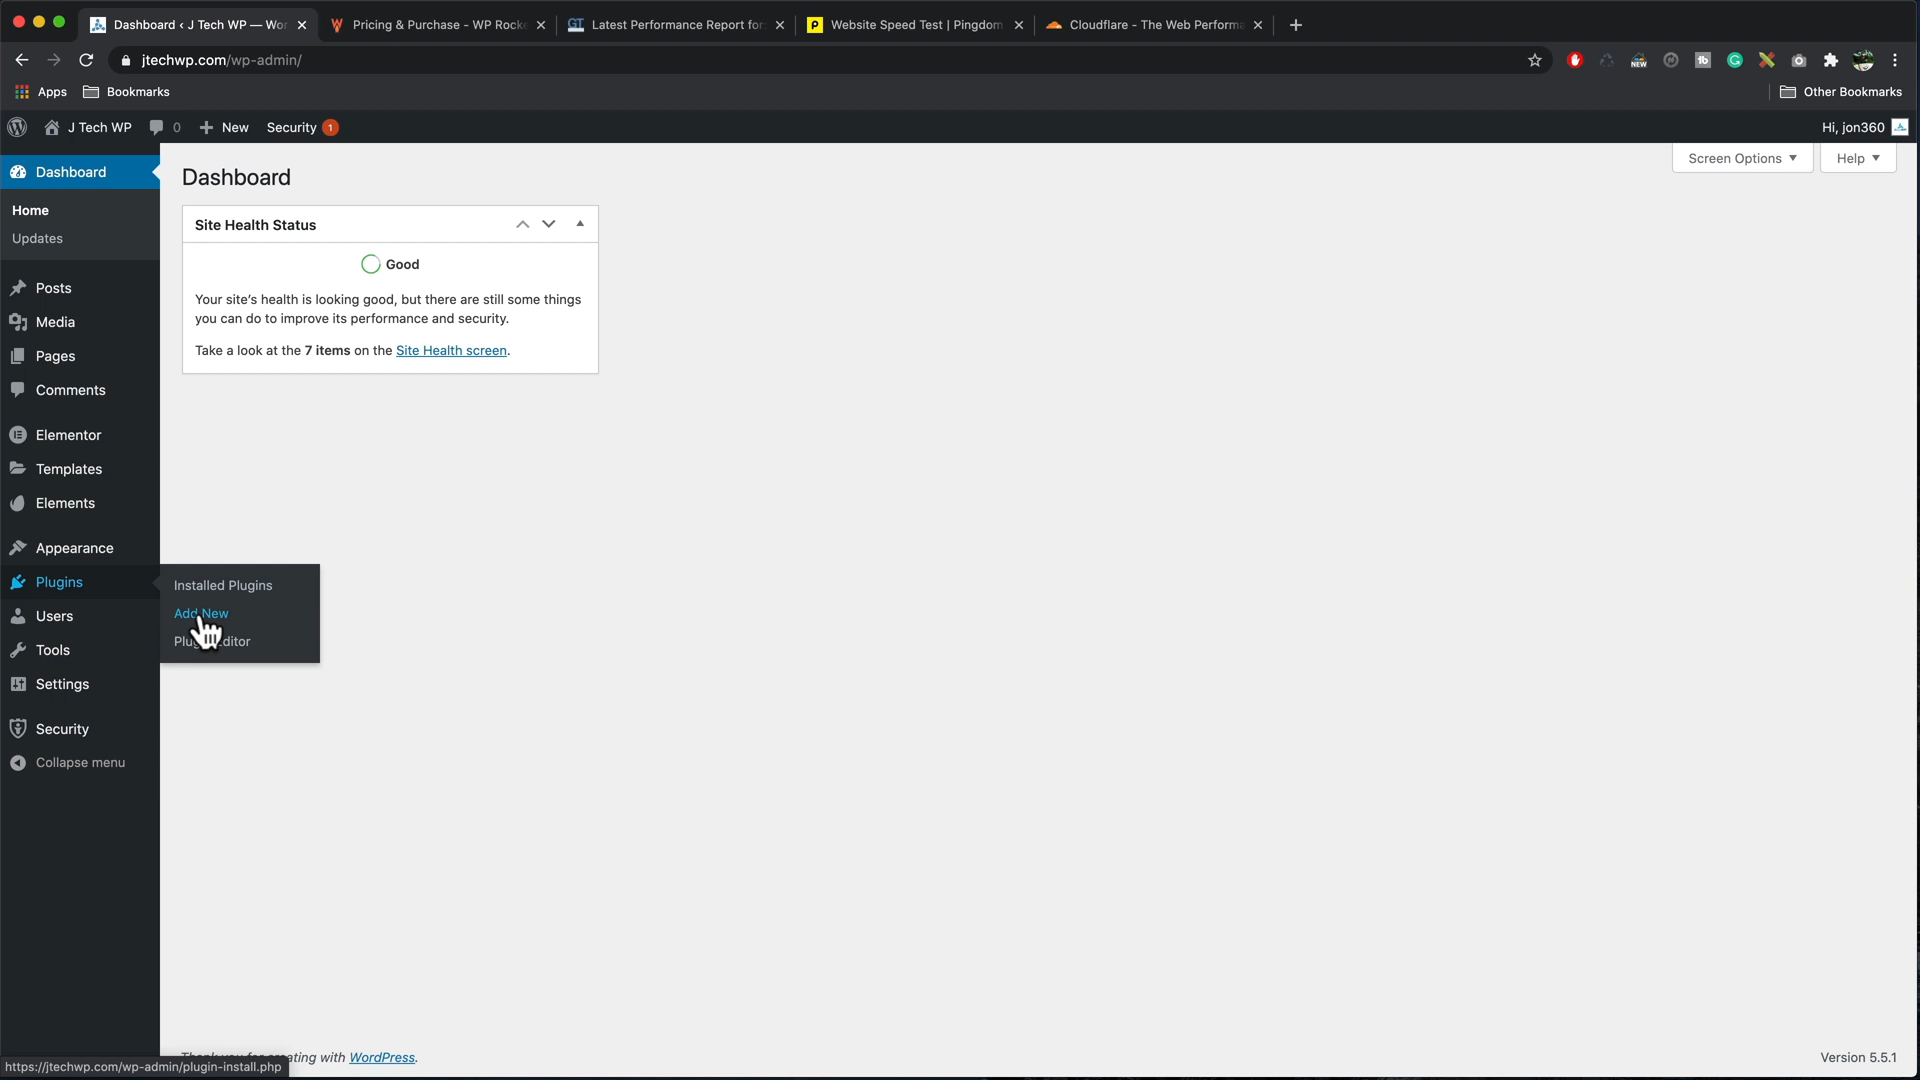 Dashboard ‹ J Tech WP — Wor
Pricing & Purchase - WP Rocke
GT Latest Performance Report for:
Website Speed Test | Pingdom
Cloudflare - The Web Performa
jtechwp.com/wp-admin/
Apps
Bookmarks
Other Bookmarks
J Tech WP
0
New
Security 1
Hi, jon360
Screen Options
Help
Dashboard
Home
Updates
Posts
Media
Pages
Comments
Elementor
Templates
Elements
Appearance
Plugins
Users
Tools
Settings
Security
Collapse menu
Installed Plugins
Add New
Dashboard
Site Health Status
Good
Your site's health is looking good, but there are still some things
you can do to improve its performance and security.
Take a look at the 7 items on the Site Health screen.
creating with WordPress.
Version 5.5.1
https://jtechwp.com/wp-admin/plugin-install.php